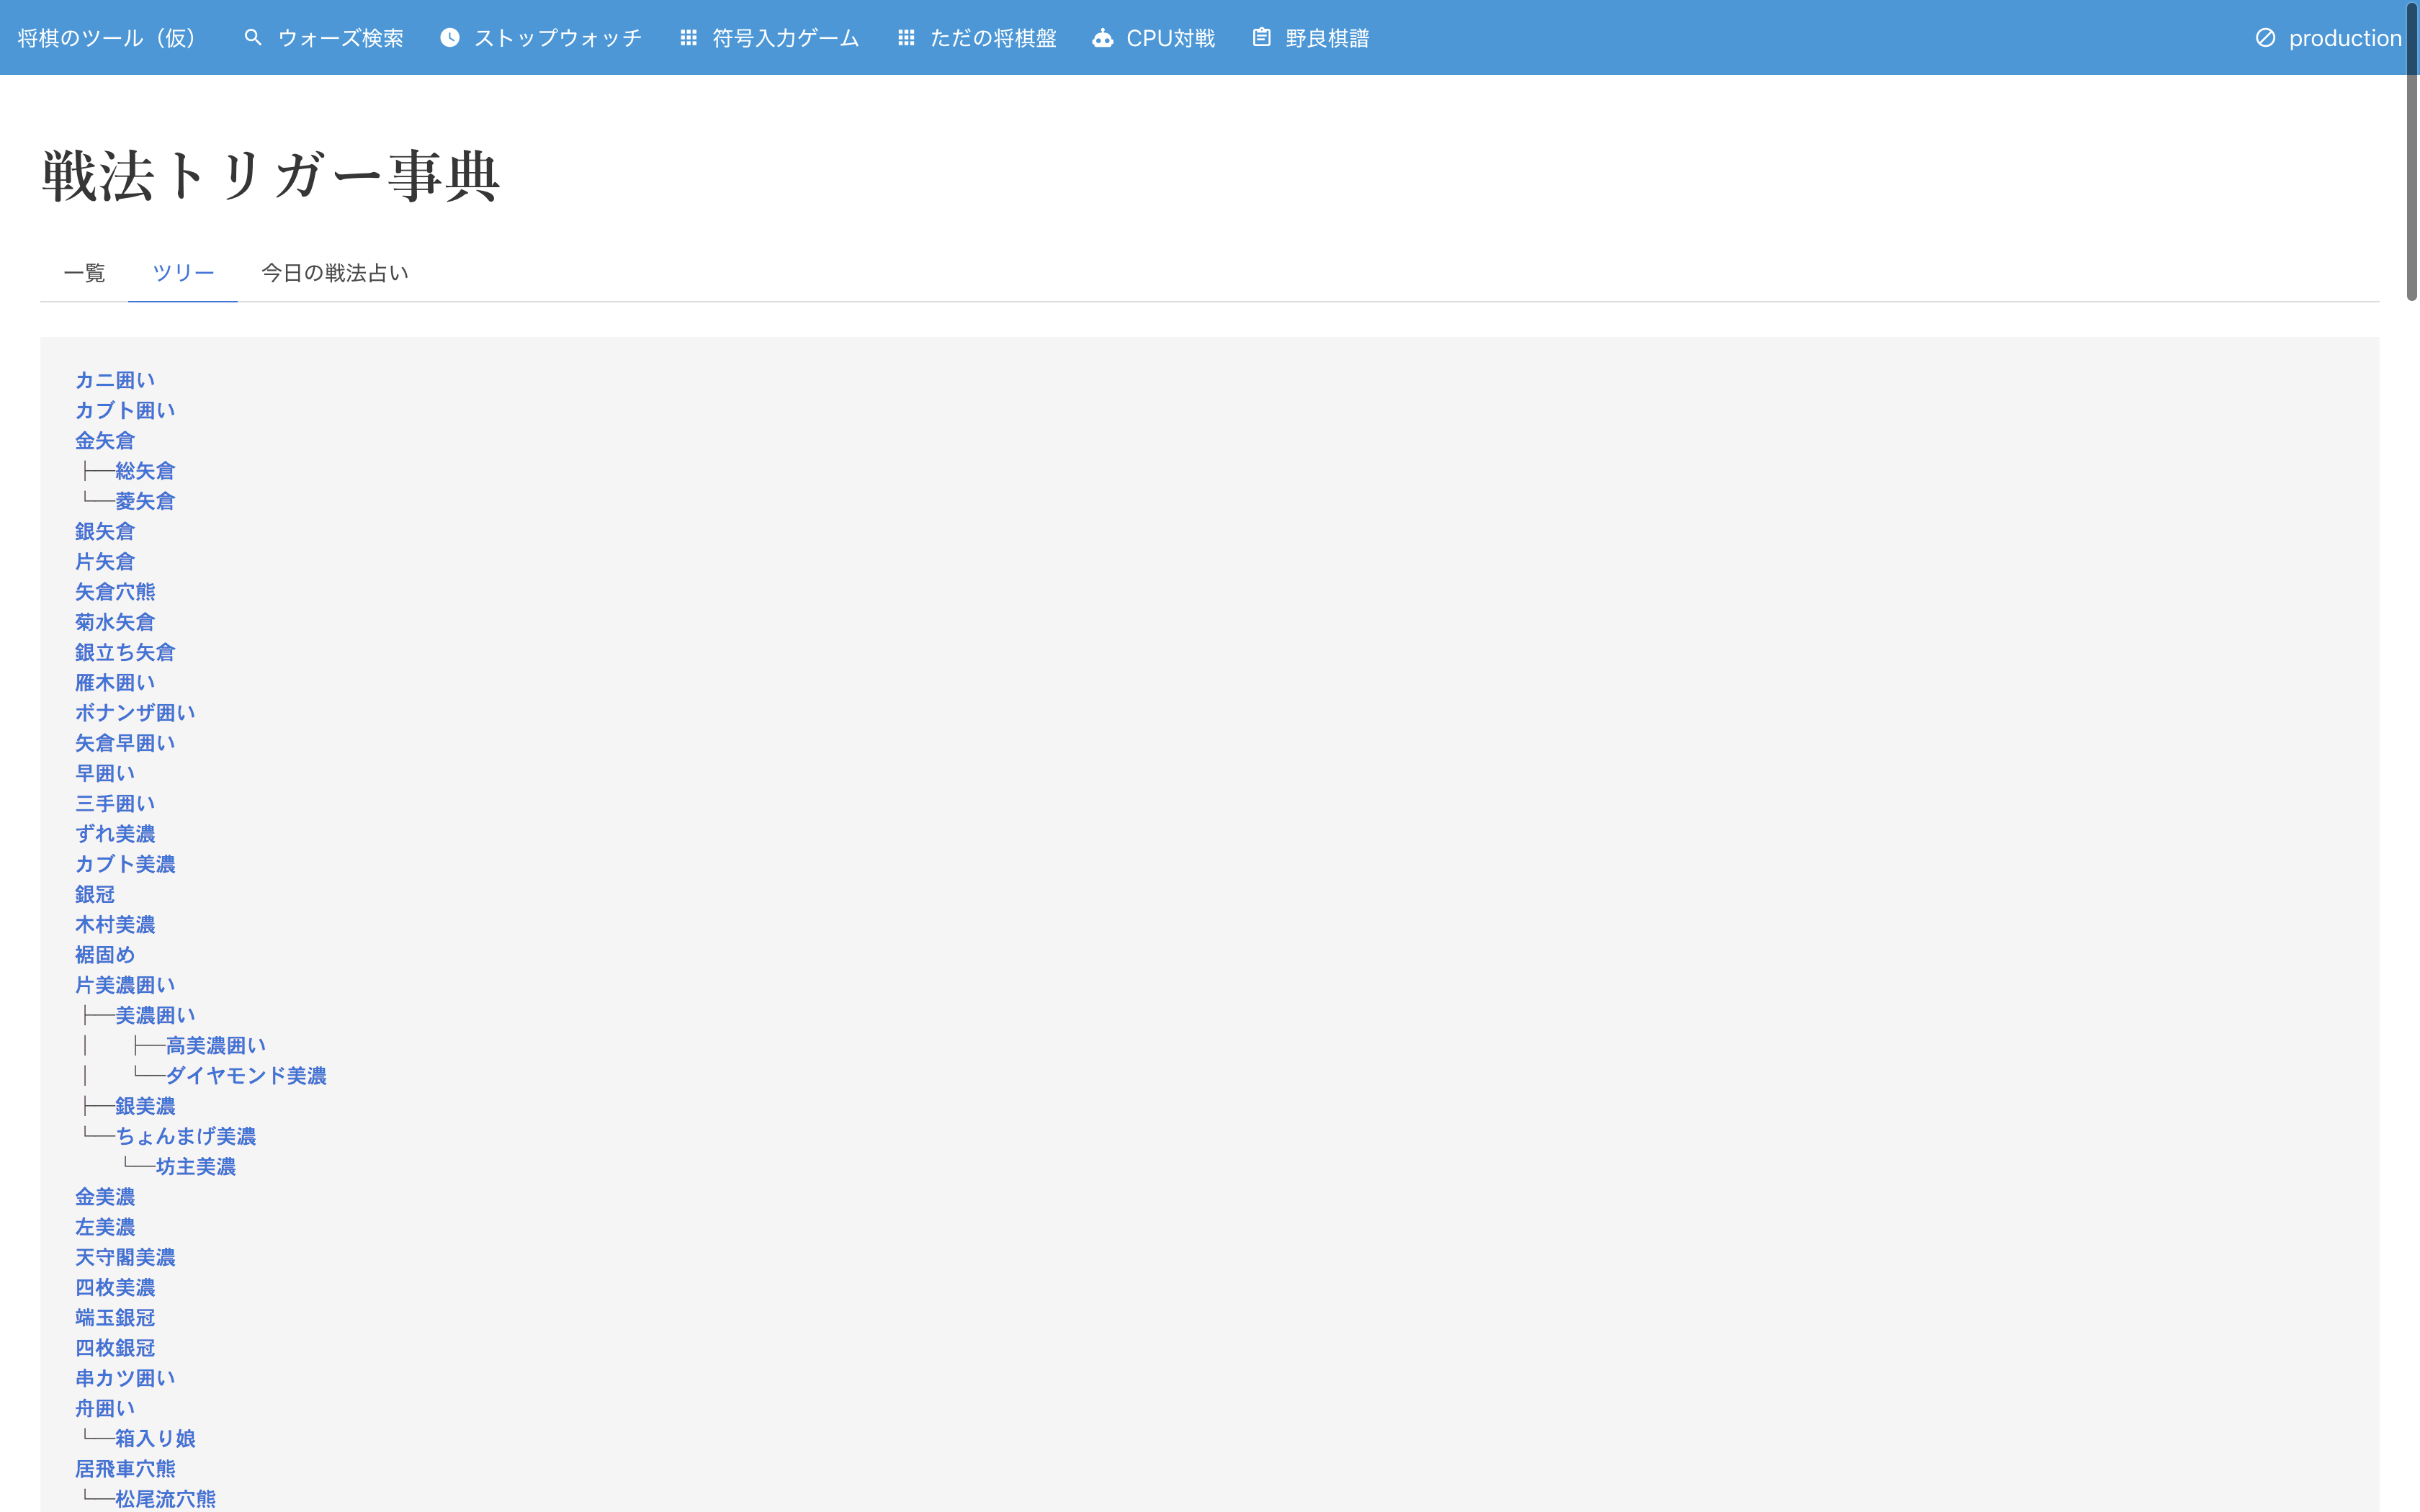 将棋のツール（仮） ウォーズ検索 ストップウォッチ 符号入力ゲーム ただの将棋盤 CPU対戦 野良棋譜 production
戦法トリガー事典
一覧 ツリー 今日の戦法占い
カニ囲い
カブト囲い
金矢倉
├──総矢倉
└──菱矢倉
銀矢倉
片矢倉
矢倉穴熊
菊水矢倉
銀立ち矢倉
雁木囲い
ボナンザ囲い
矢倉早囲い
早囲い
三手囲い
ずれ美濃
カブト美濃
銀冠
木村美濃
裾固め
片美濃囲い
├──美濃囲い
│   ├──高美濃囲い
│   └──ダイヤモンド美濃
├──銀美濃
└──ちょんまげ美濃
    └──坊主美濃
金美濃
左美濃
天守閣美濃
四枚美濃
端玉銀冠
四枚銀冠
串カツ囲い
舟囲い
└──箱入り娘
居飛車穴熊
└──松尾流穴熊